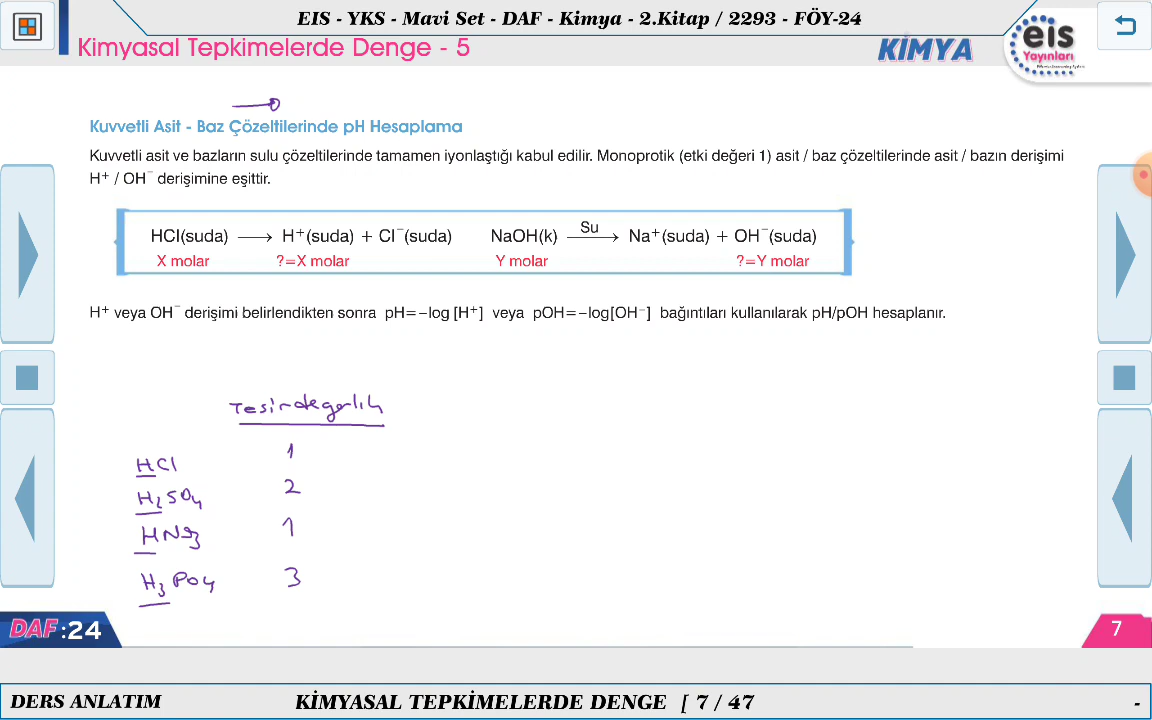 EIS - YKS - Mavi Set - DAF - Kimya - 2.Kitap / 2293 - FÖY-24
Kimyasal Tepkimelerde Denge - 5
KİMYA
eis
Yayınları
Kuvvetli Asit - Baz Çözeltilerinde pH Hesaplama
Kuvvetli asit ve bazların sulu çözeltilerinde tamamen iyonlaştığı kabul edilir. Monoprotik (etki değeri 1) asit / baz çözeltilerinde asit / bazın derişimi
H⁺ / OH⁻ derişimine eşittir.
HCl(suda) ⟶ H⁺(suda) + Cl⁻(suda) NaOH(k) Su⟶ Na⁺(suda) + OH⁻(suda)
X molar ?=X molar Y molar ?=Y molar
H⁺ veya OH⁻ derişimi belirlendikten sonra pH=−log [H⁺] veya pOH=−log[OH⁻] bağıntıları kullanılarak pH/pOH hesaplanır.
Tesir değerlik
HCl 1
H₂SO₄ 2
HNO₃ 1
H₃PO₄ 3
DAF:24
7
DERS ANLATIM KİMYASAL TEPKİMELERDE DENGE [ 7 / 47 -